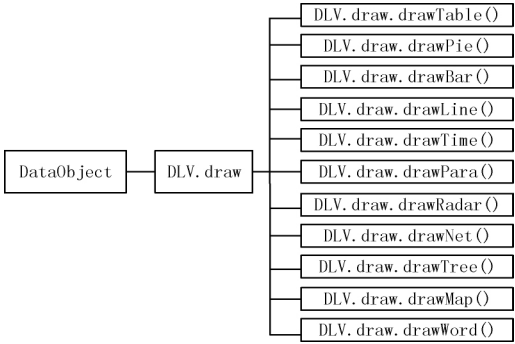 DLV.draw.drawTable()
DLV.draw.drawPie()
DLV.draw.drawBar()
DLV.draw.drawLine()
DLV.draw.drawTime()
DataObject
DLV.draw
DLV.draw.drawPara()
DLV.draw.drawRadar()
DLV.draw.drawNet()
DLV.draw.drawTree()
DLV.draw.drawMap()
DLV.draw.drawWord()